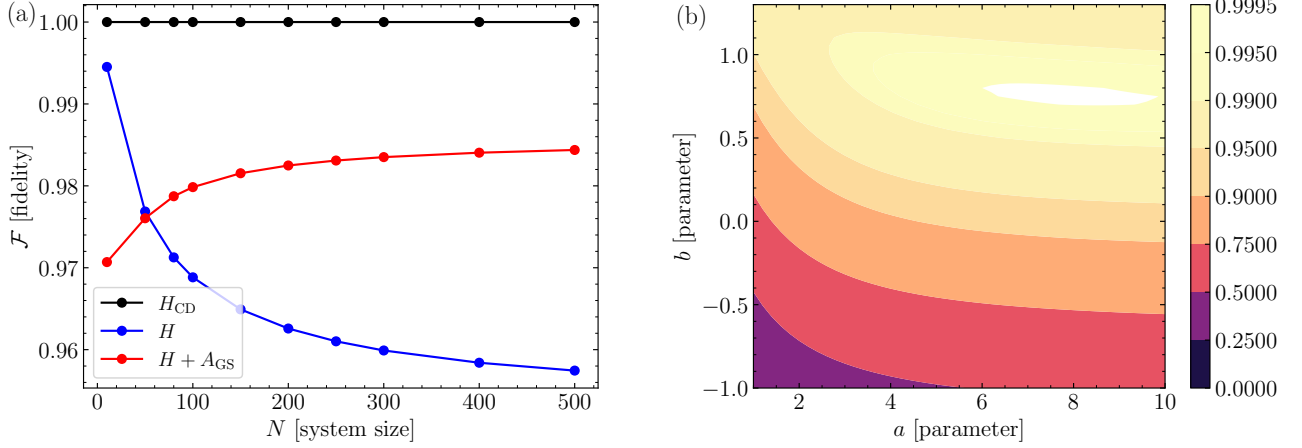 (a)
1.00
0.99
0.98
0.97
0.96
F [fidelity]
H_CD
H
H + A_GS
0 100 200 300 400 500
N [system size]
(b)
1.0
0.5
0.0
−0.5
−1.0
b [parameter]
2 4 6 8 10
a [parameter]
0.9995
0.9950
0.9900
0.9500
0.9000
0.7500
0.5000
0.2500
0.0000